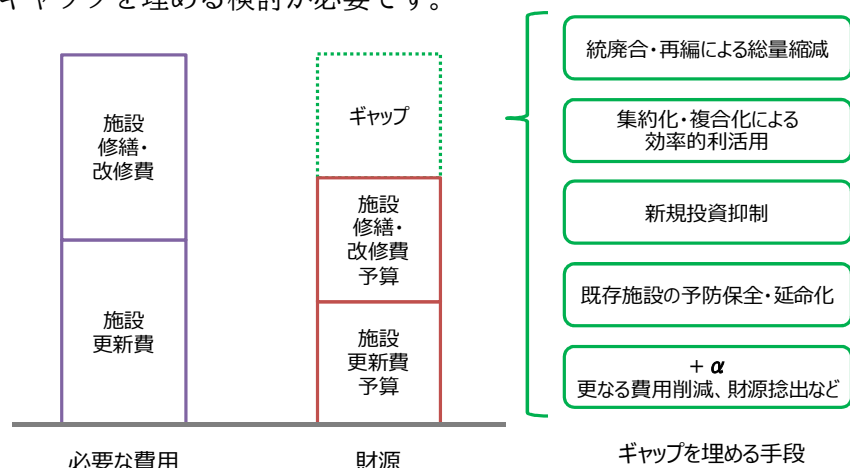 ギャップを埋める検討が必要です。
施設
修繕・
改修費
施設
更新費
必要な費用
ギャップ
施設
修繕・
改修費
予算
施設
更新費
予算
財源
統廃合・再編による総量縮減
集約化・複合化による
効率的利活用
新規投資抑制
既存施設の予防保全・延命化
+ α
更なる費用削減、財源捻出など
ギャップを埋める手段